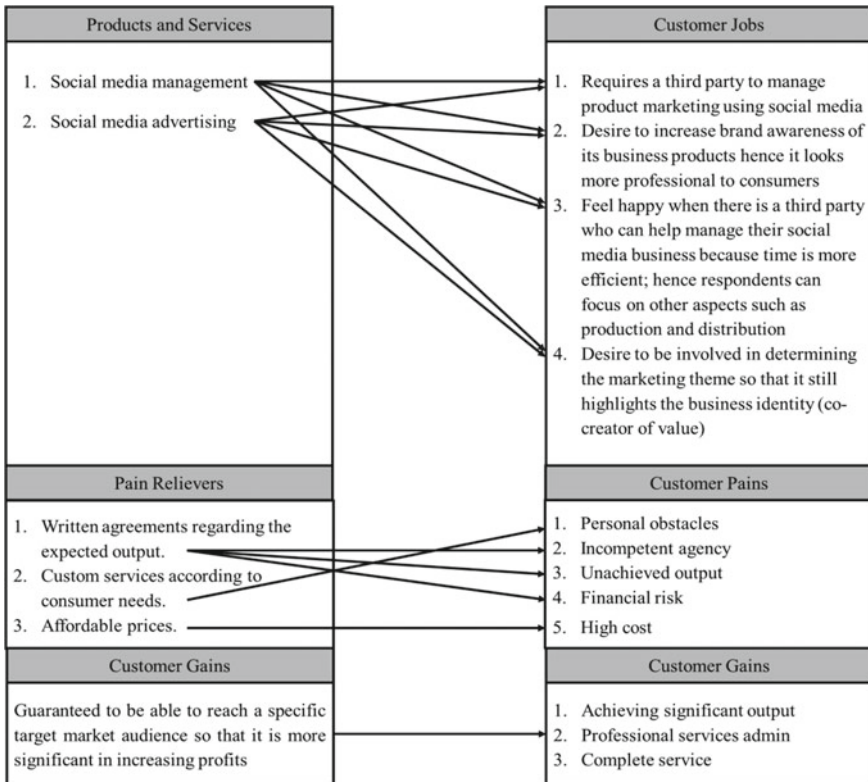 Products and Services
1. Social media management
2. Social media advertising
Customer Jobs
1. Requires a third party to manage
product marketing using social media
2. Desire to increase brand awareness of
its business products hence it looks
more professional to consumers
3. Feel happy when there is a third party
who can help manage their social
media business because time is more
efficient; hence respondents can
focus on other aspects such as
production and distribution
4. Desire to be involved in determining
the marketing theme so that it still
highlights the business identity (co-
creator of value)
Pain Relievers
1. Written agreements regarding the
expected output.
2. Custom services according to
consumer needs.
3. Affordable prices.
Customer Pains
1. Personal obstacles
2. Incompetent agency
3. Unachieved output
4. Financial risk
5. High cost
Customer Gains
Guaranteed to be able to reach a specific
target market audience so that it is more
significant in increasing profits
Customer Gains
1. Achieving significant output
2. Professional services admin
3. Complete service